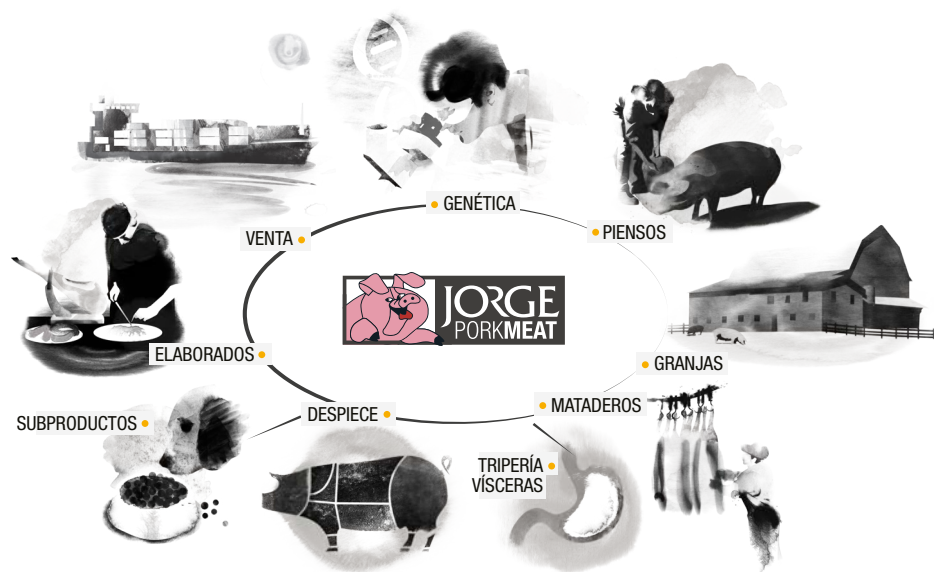 GENÉTICA
VENTA
PIENSOS
JORGE
PORKMEAT
ELABORADOS
GRANJAS
MATADEROS
DESPIECE
SUBPRODUCTOS
TRIPERÍA
VÍSCERAS